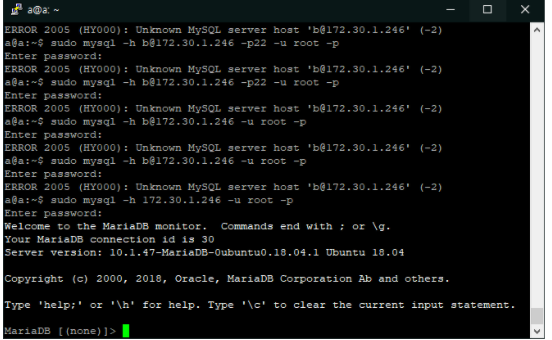 a@a: ~
ERROR 2005 (HY000): Unknown MySQL server host 'b@172.30.1.246' (-2)
a@a:~$ sudo mysql -h b@172.30.1.246 -p22 -u root -p
Enter password:
ERROR 2005 (HY000): Unknown MySQL server host 'b@172.30.1.246' (-2)
a@a:~$ sudo mysql -h b@172.30.1.246 -p22 -u root -p
Enter password:
ERROR 2005 (HY000): Unknown MySQL server host 'b@172.30.1.246' (-2)
a@a:~$ sudo mysql -h b@172.30.1.246 -u root -p
Enter password:
ERROR 2005 (HY000): Unknown MySQL server host 'b@172.30.1.246' (-2)
a@a:~$ sudo mysql -h b@172.30.1.246 -u root -p
Enter password:
ERROR 2005 (HY000): Unknown MySQL server host 'b@172.30.1.246' (-2)
a@a:~$ sudo mysql -h 172.30.1.246 -u root -p
Enter password:
Welcome to the MariaDB monitor.  Commands end with ; or \g.
Your MariaDB connection id is 30
Server version: 10.1.47-MariaDB-0ubuntu0.18.04.1 Ubuntu 18.04
Copyright (c) 2000, 2018, Oracle, MariaDB Corporation Ab and others.
Type 'help;' or '\h' for help. Type '\c' to clear the current input statement.
MariaDB [(none)]>